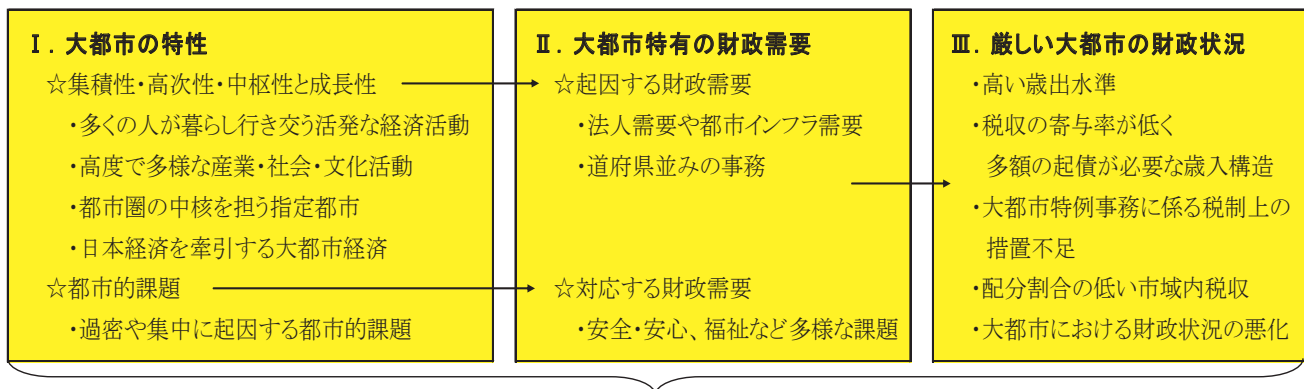 Ⅰ. 大都市の特性
☆集積性・高次性・中枢性と成長性
・多くの人が暮らし行き交う活発な経済活動
・高度で多様な産業・社会・文化活動
・都市圏の中核を担う指定都市
・日本経済を牽引する大都市経済
☆都市的課題
・過密や集中に起因する都市的課題
Ⅱ. 大都市特有の財政需要
☆起因する財政需要
・法人需要や都市インフラ需要
・道府県並みの事務
☆対応する財政需要
・安全・安心、福祉など多様な課題
Ⅲ. 厳しい大都市の財政状況
・高い歳出水準
・税収の寄与率が低く
多額の起債が必要な歳入構造
・大都市特例事務に係る税制上の
措置不足
・配分割合の低い市域内税収
・大都市における財政状況の悪化